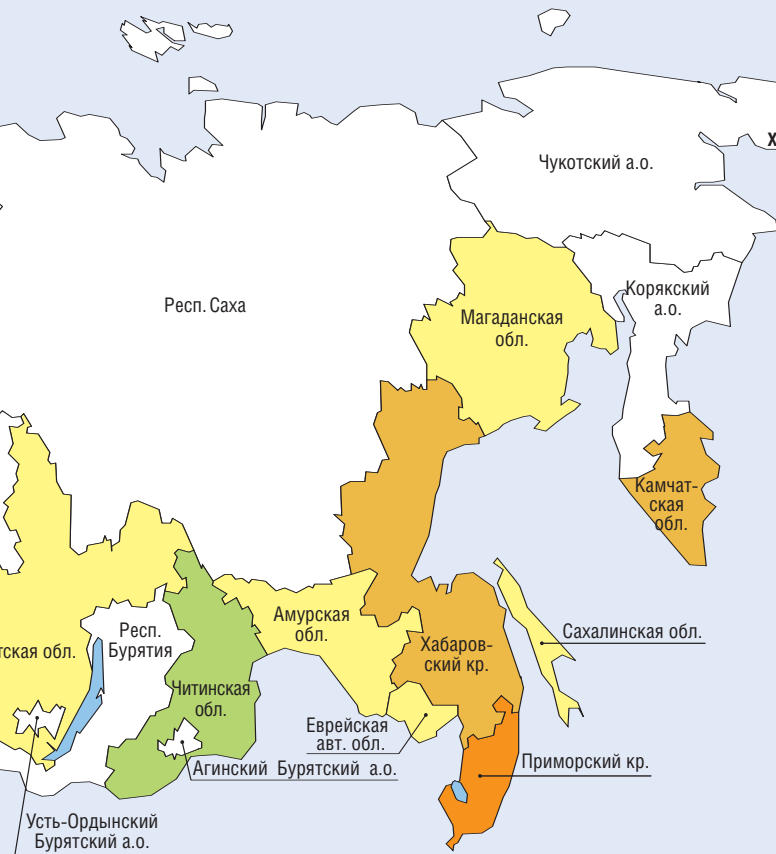 Х
Чукотский а.о.
Корякский
а.о.
Респ. Саха
Магаданская
обл.
Камчат-
ская
обл.
Амурская
обл.
Респ.
Бурятия
Сахалинская обл.
Хабаров-
ский кр.
тская обл.
Читинская
обл.
Еврейская
авт. обл.
Приморский кр.
Агинский Бурятский а.о.
Усть-Ордынский
Бурятский а.о.